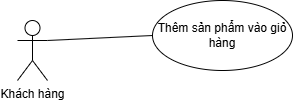 Thêm sản phẩm vào giỏ
hàng
Khách hàng